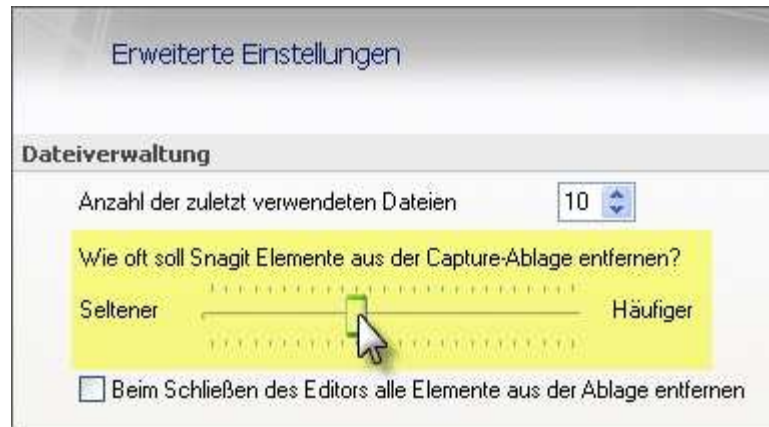 Erweiterte Einstellungen
Dateiverwaltung
Anzahl der zuletzt verwendeten Dateien 10
Wie oft soll Snagit Elemente aus der Capture-Ablage entfernen?
Seltener Häufiger
Beim Schließen des Editors alle Elemente aus der Ablage entfernen